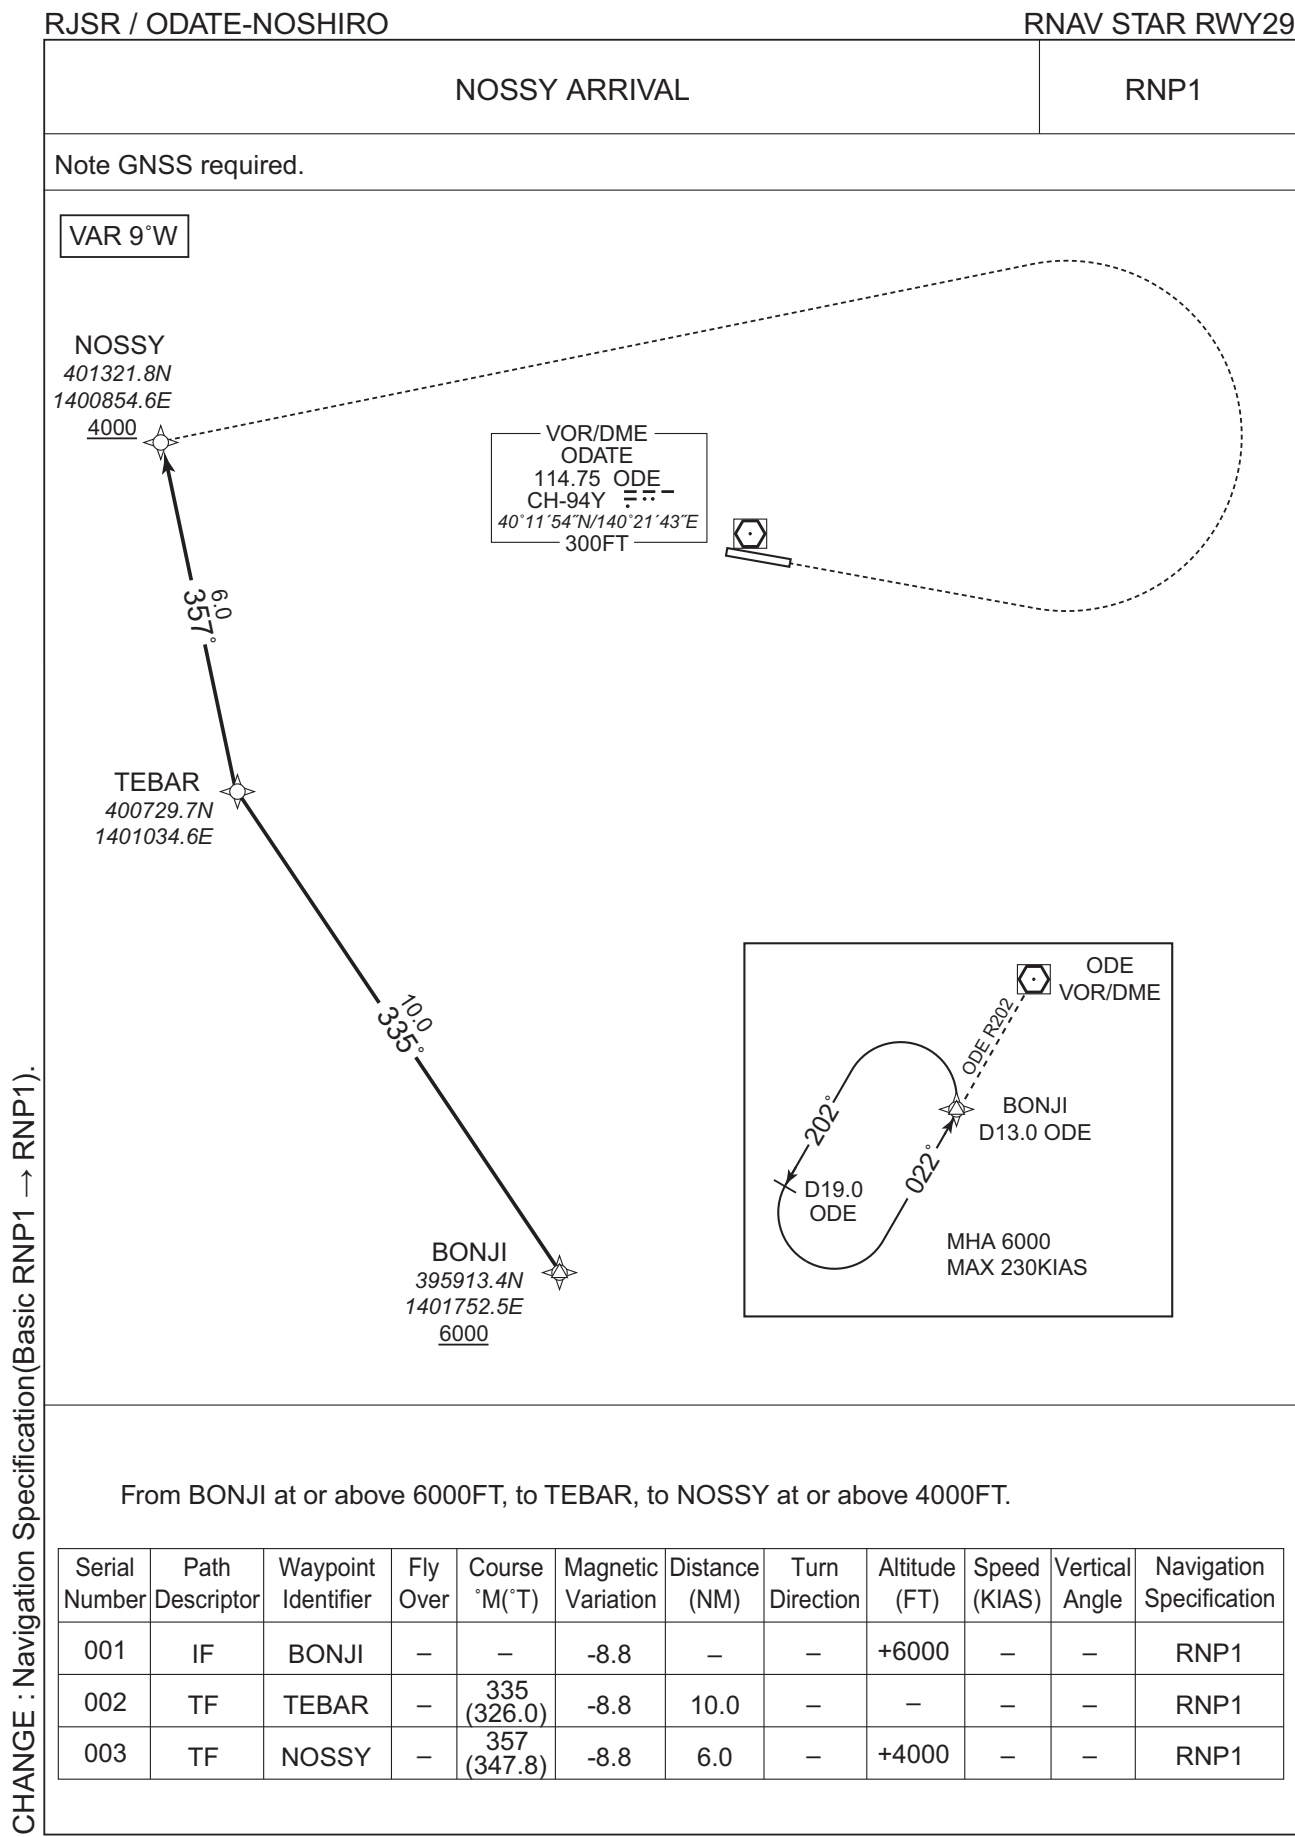 RJSR / ODATE-NOSHIRO
RNAV STAR RWY29
NOSSY ARRIVAL
RNP1
Note GNSS required.
VAR 9˚W
NOSSY
401321.8N
1400854.6E
4000
VOR/DME
ODATE
114.75 ODE
CH-94Y
40˚11´54˝N/140˚21´43˝E
300FT
6.0
357˚
TEBAR
400729.7N
1401034.6E
10.0
335˚
BONJI
395913.4N
1401752.5E
6000
ODE
VOR/DME
ODE R202
BONJI
D13.0 ODE
202˚
022˚
D19.0
ODE
MHA 6000
MAX 230KIAS
From BONJI at or above 6000FT, to TEBAR, to NOSSY at or above 4000FT.
Serial Path Waypoint Fly Course Magnetic Distance Turn Altitude Speed Vertical Navigation
Number Descriptor Identifier Over ˚M(˚T) Variation (NM) Direction (FT) (KIAS) Angle Specification
001 IF BONJI – – -8.8 – – +6000 – – RNP1
002 TF TEBAR – 335 (326.0) -8.8 10.0 – – – – RNP1
003 TF NOSSY – 357 (347.8) -8.8 6.0 – +4000 – – RNP1
CHANGE : Navigation Specification(Basic RNP1 → RNP1).